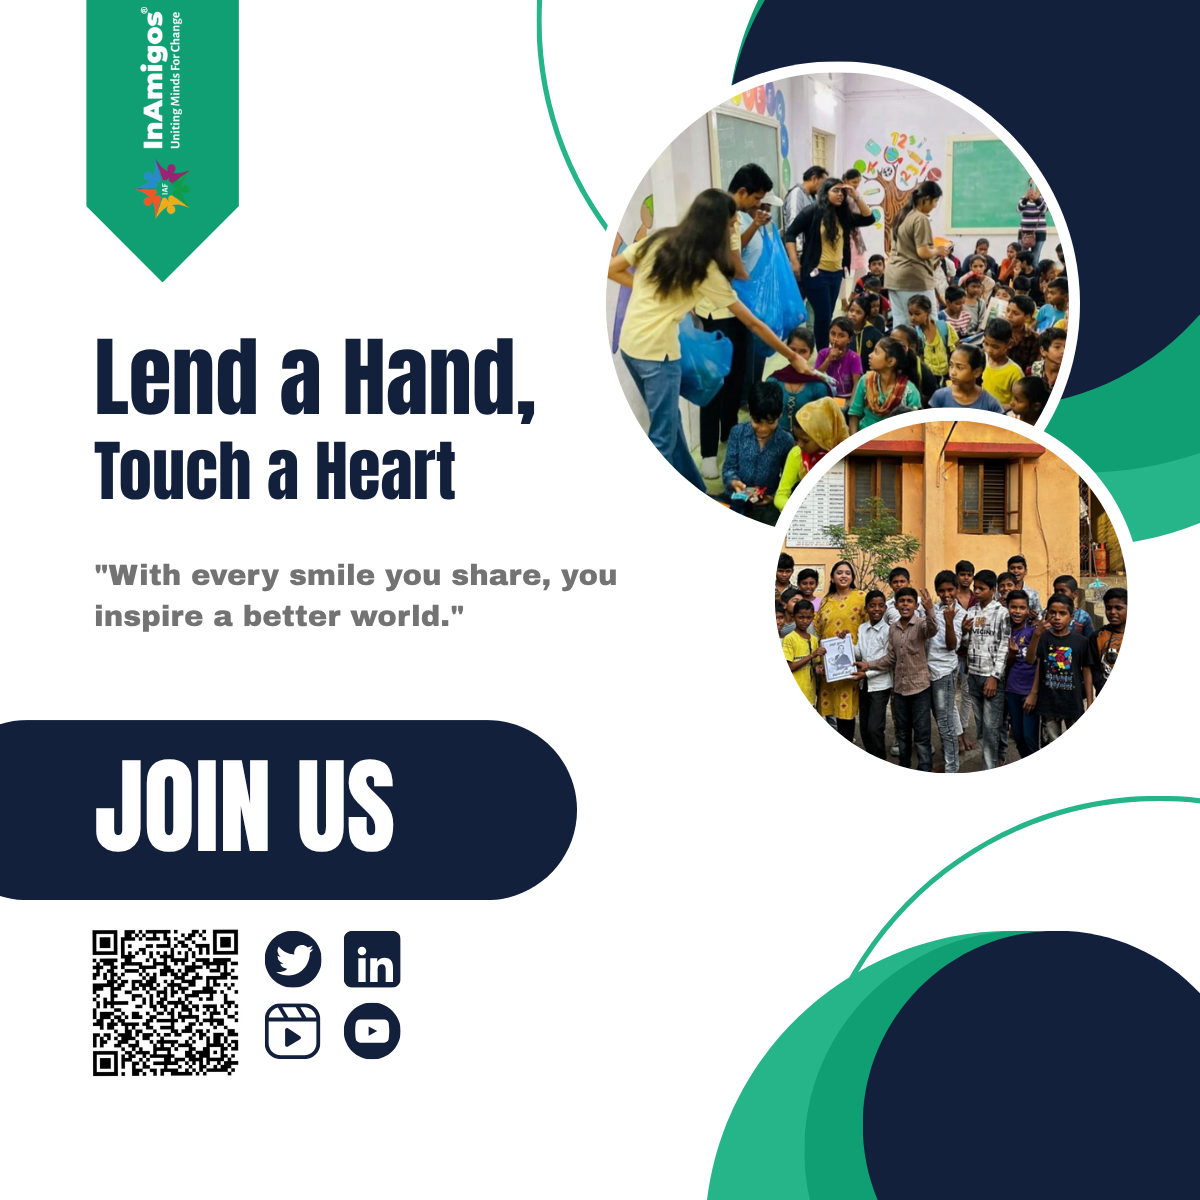 InAmigos®
Uniting Minds For Change
IAF
Lend a Hand,
Touch a Heart
"With every smile you share, you
inspire a better world."
JOIN US
in